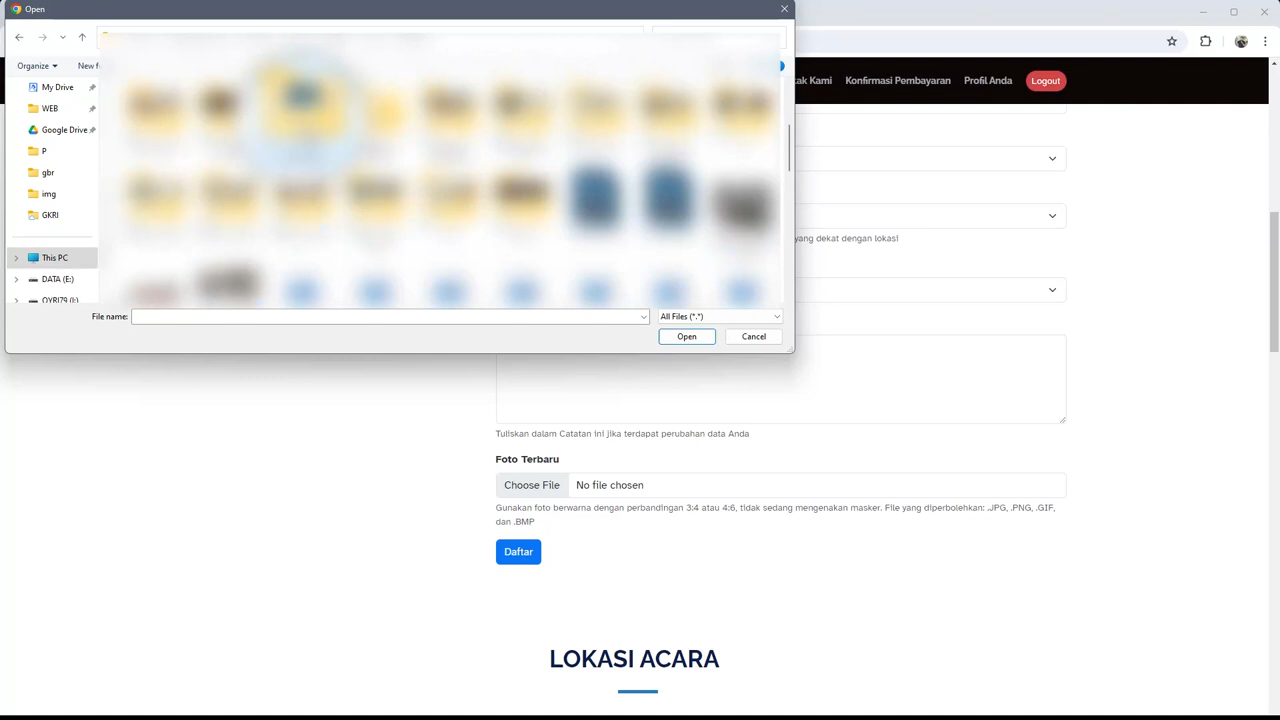 Open
Organize
New f
My Drive
WEB
Google Drive
P
gbr
img
GKRI
This PC
DATA (E:)
File name:
All Files (*.*)
Open
Cancel
tak Kami
Konfirmasi Pembayaran
Profil Anda
Logout
yang dekat dengan lokasi
Tuliskan dalam Catatan ini jika terdapat perubahan data Anda
Foto Terbaru
Choose File
No file chosen
Gunakan foto berwarna dengan perbandingan 3:4 atau 4:6, tidak sedang mengenakan masker. File yang diperbolehkan: .JPG, .PNG, .GIF,
dan .BMP
Daftar
LOKASI ACARA